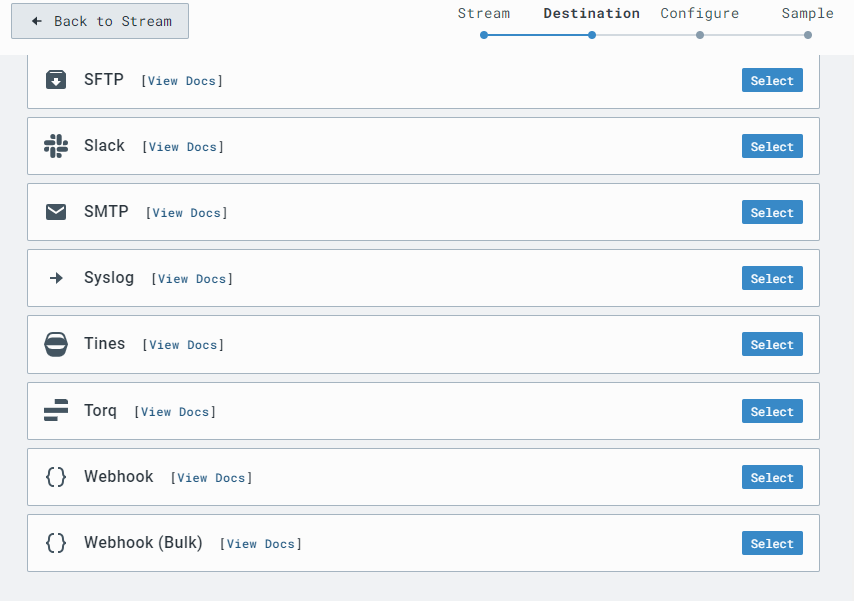 Back to Stream
Stream Destination Configure Sample
SFTP [View Docs] Select
Slack [View Docs] Select
SMTP [View Docs] Select
Syslog [View Docs] Select
Tines [View Docs] Select
Torq [View Docs] Select
Webhook [View Docs] Select
Webhook (Bulk) [View Docs] Select